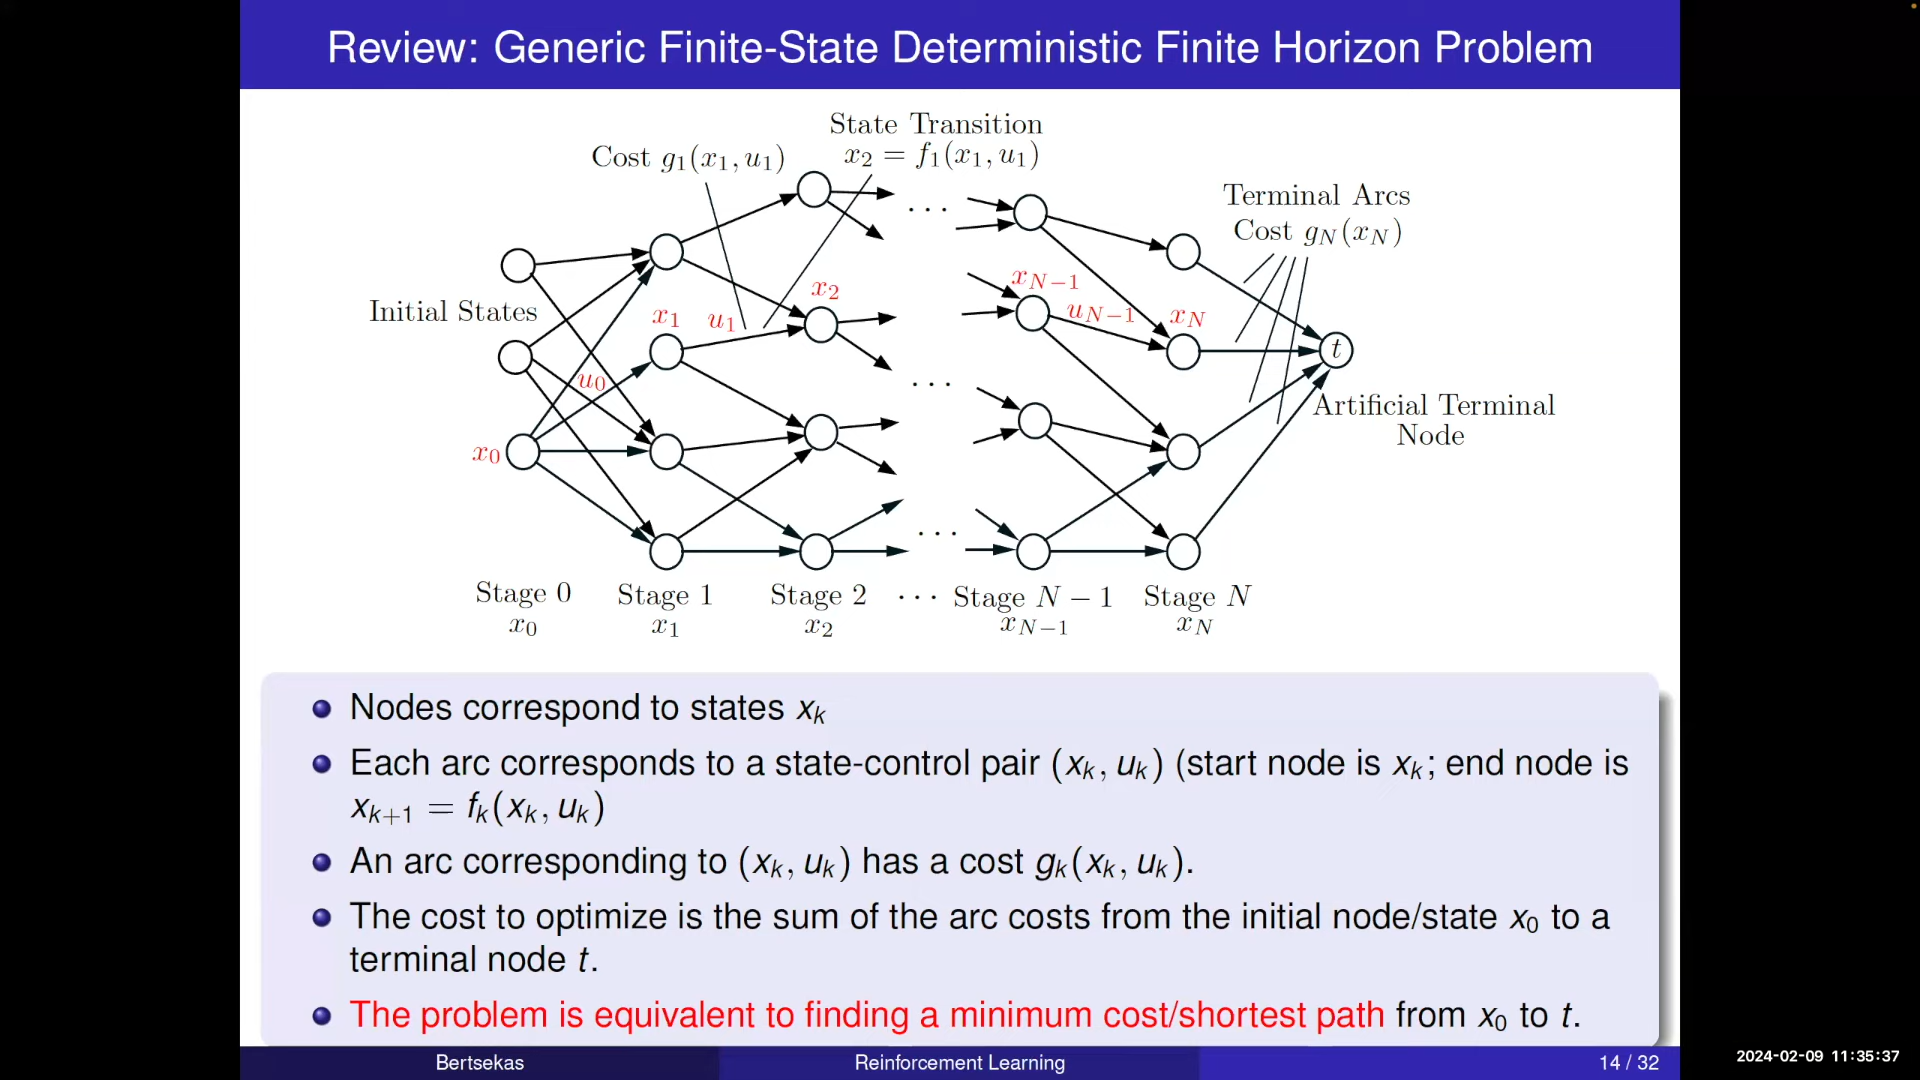 Review: Generic Finite-State Deterministic Finite Horizon Problem
State Transition
x₂ = f₁(x₁, u₁)
Cost g₁(x₁, u₁)
Terminal Arcs
Cost g_N(x_N)
Initial States
x₀
u₀
x₁
u₁
x₂
...
...
...
x_{N−1}
u_{N−1}
x_N
t
Artificial Terminal
Node
Stage 0 Stage 1 Stage 2 ... Stage N − 1 Stage N
x₀ x₁ x₂ x_{N−1} x_N
Nodes correspond to states x_k
Each arc corresponds to a state-control pair (x_k, u_k) (start node is x_k; end node is
x_{k+1} = f_k(x_k, u_k)
An arc corresponding to (x_k, u_k) has a cost g_k(x_k, u_k).
The cost to optimize is the sum of the arc costs from the initial node/state x₀ to a
terminal node t.
The problem is equivalent to finding a minimum cost/shortest path from x₀ to t.
Bertsekas Reinforcement Learning 14 / 32
2024-02-09 11:35:37